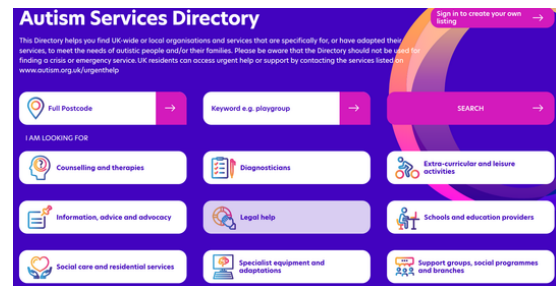 Autism Services Directory
Sign in to create your own
listing
This Directory helps you find UK-wide or local organisations and services that are specifically for, or have adapted their
services, to meet the needs of autistic people and/or their families. Please be aware that the Directory should not be used for
finding a crisis or emergency service. UK residents can access urgent help or support by contacting the services listed on
www.autism.org.uk/urgenthelp
Full Postcode
Keyword e.g. playgroup
SEARCH
I AM LOOKING FOR
Counselling and therapies
Diagnosticians
Extra-curricular and leisure
activities
Information, advice and advocacy
Legal help
Schools and education providers
Social care and residential services
Specialist equipment and
adaptations
Support groups, social programmes
and branches